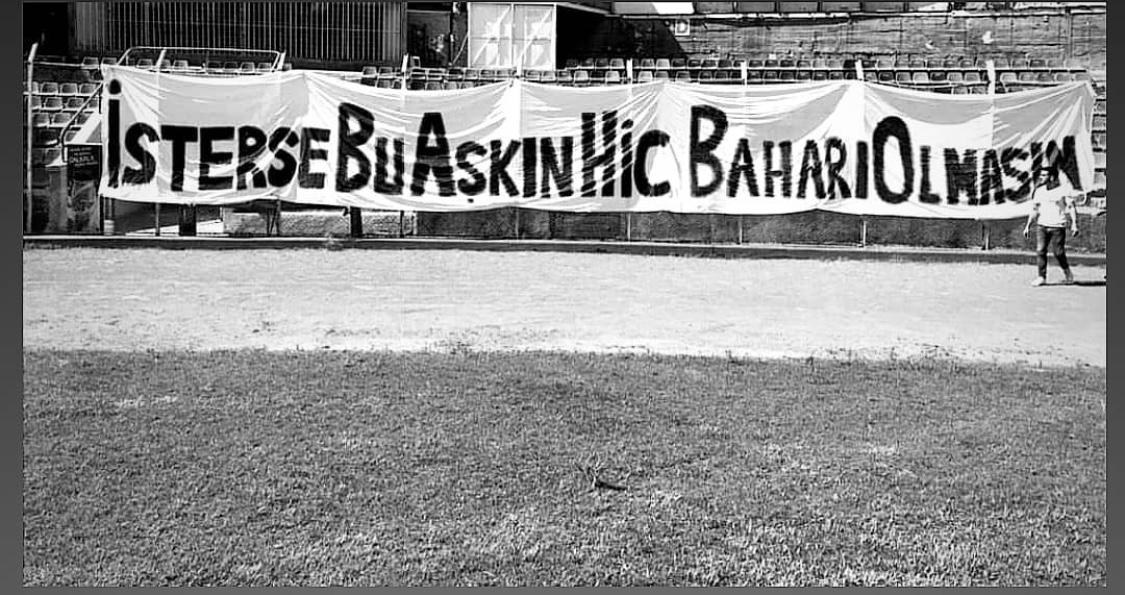 İSTERSE BU AŞKIN HİC BAHARI OLMASIN